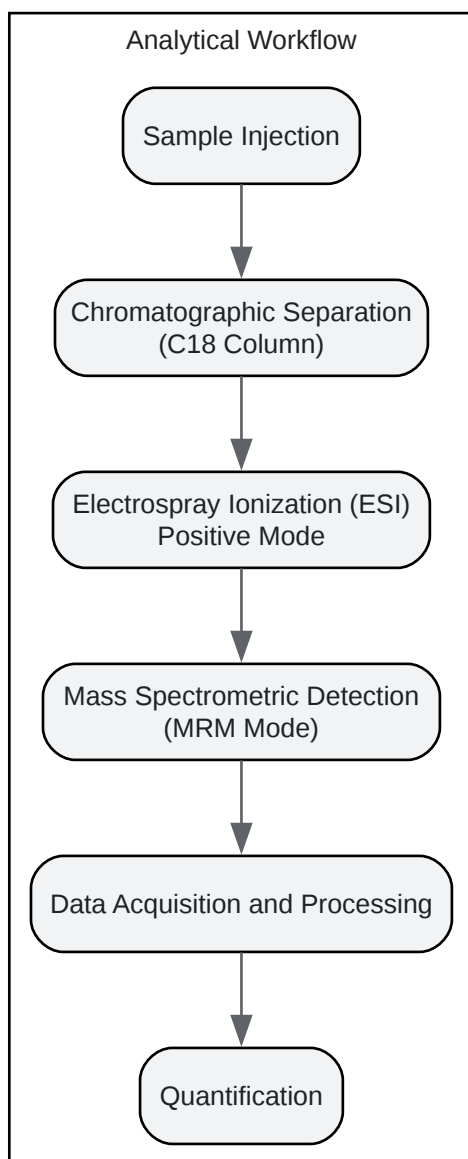 Analytical Workflow
Sample Injection
Chromatographic Separation
(C18 Column)
Electrospray Ionization (ESI)
Positive Mode
Mass Spectrometric Detection
(MRM Mode)
Data Acquisition and Processing
Quantification